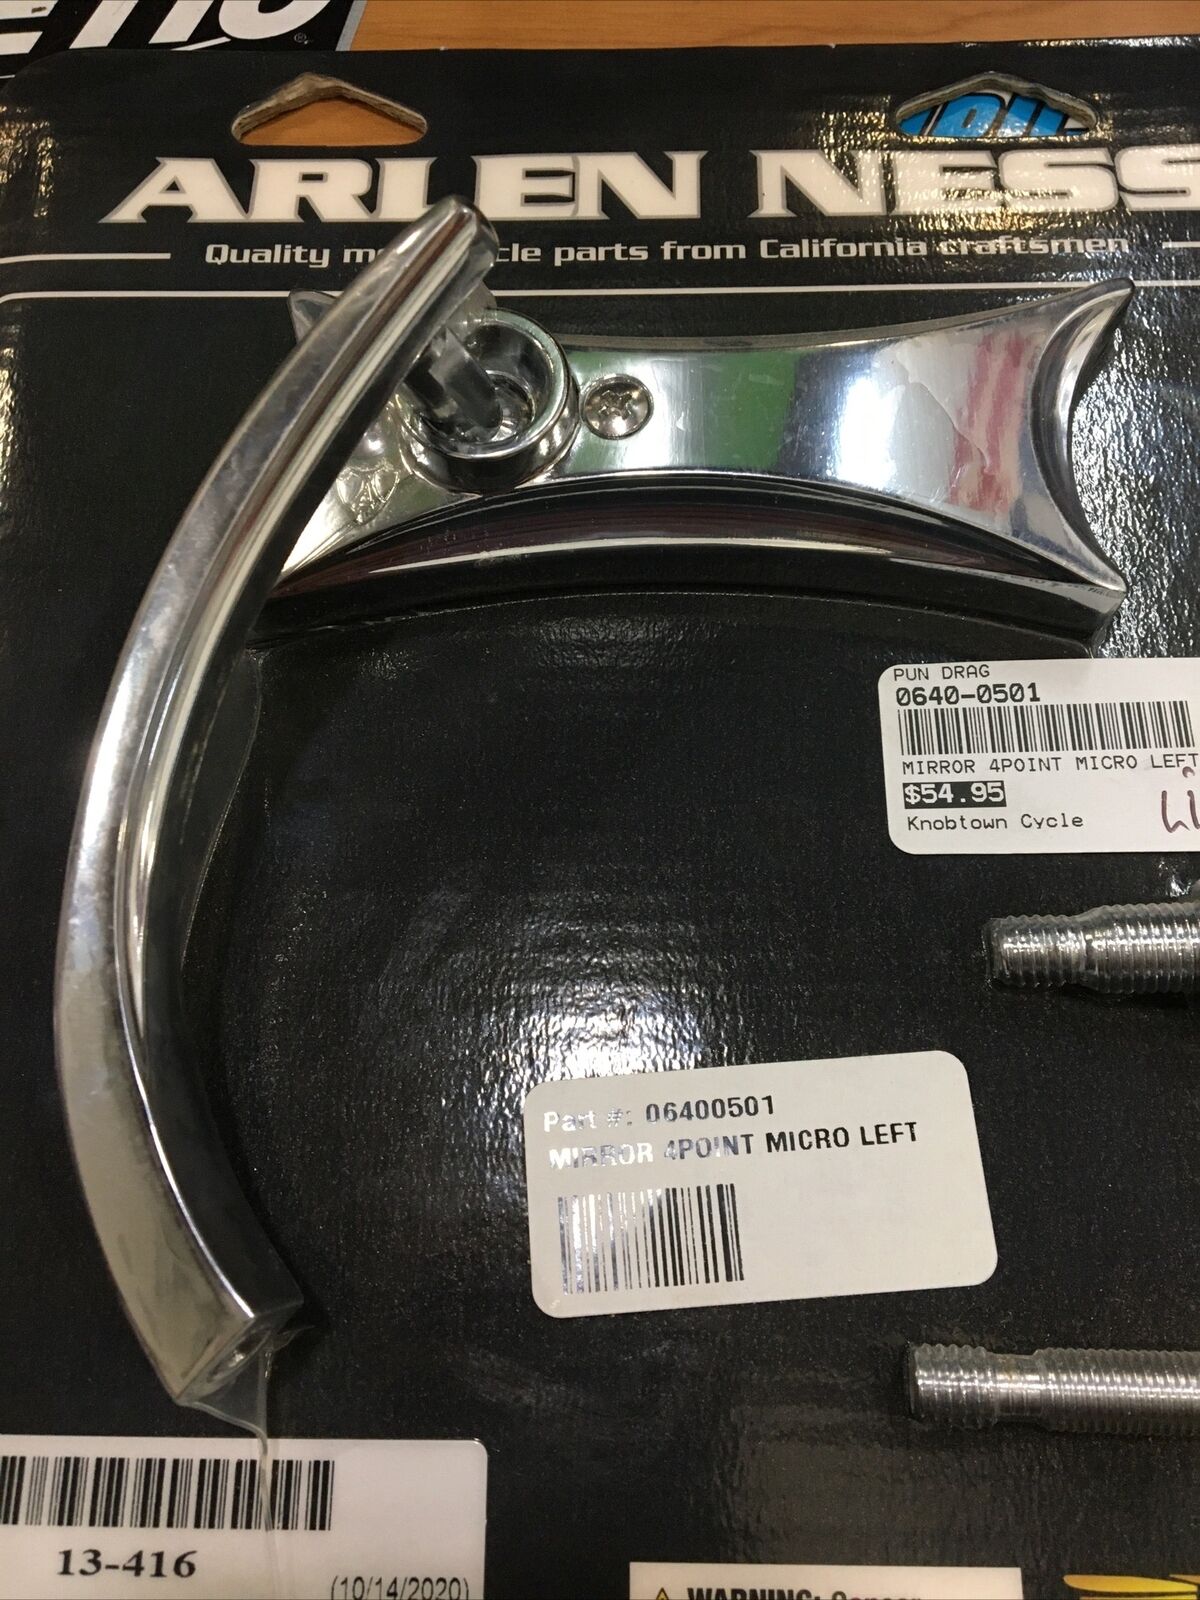 ARLEN NESS
Quality cle parts from California craftsmen
PUN DRAG
0640-0501
MIRROR 4POINT MICRO LEFT
$54.95
Knobtown Cycle
Part #: 06400501
MIRROR 4POINT MICRO LEFT
13-416
(10/14/2020)
WARNING: Cancer